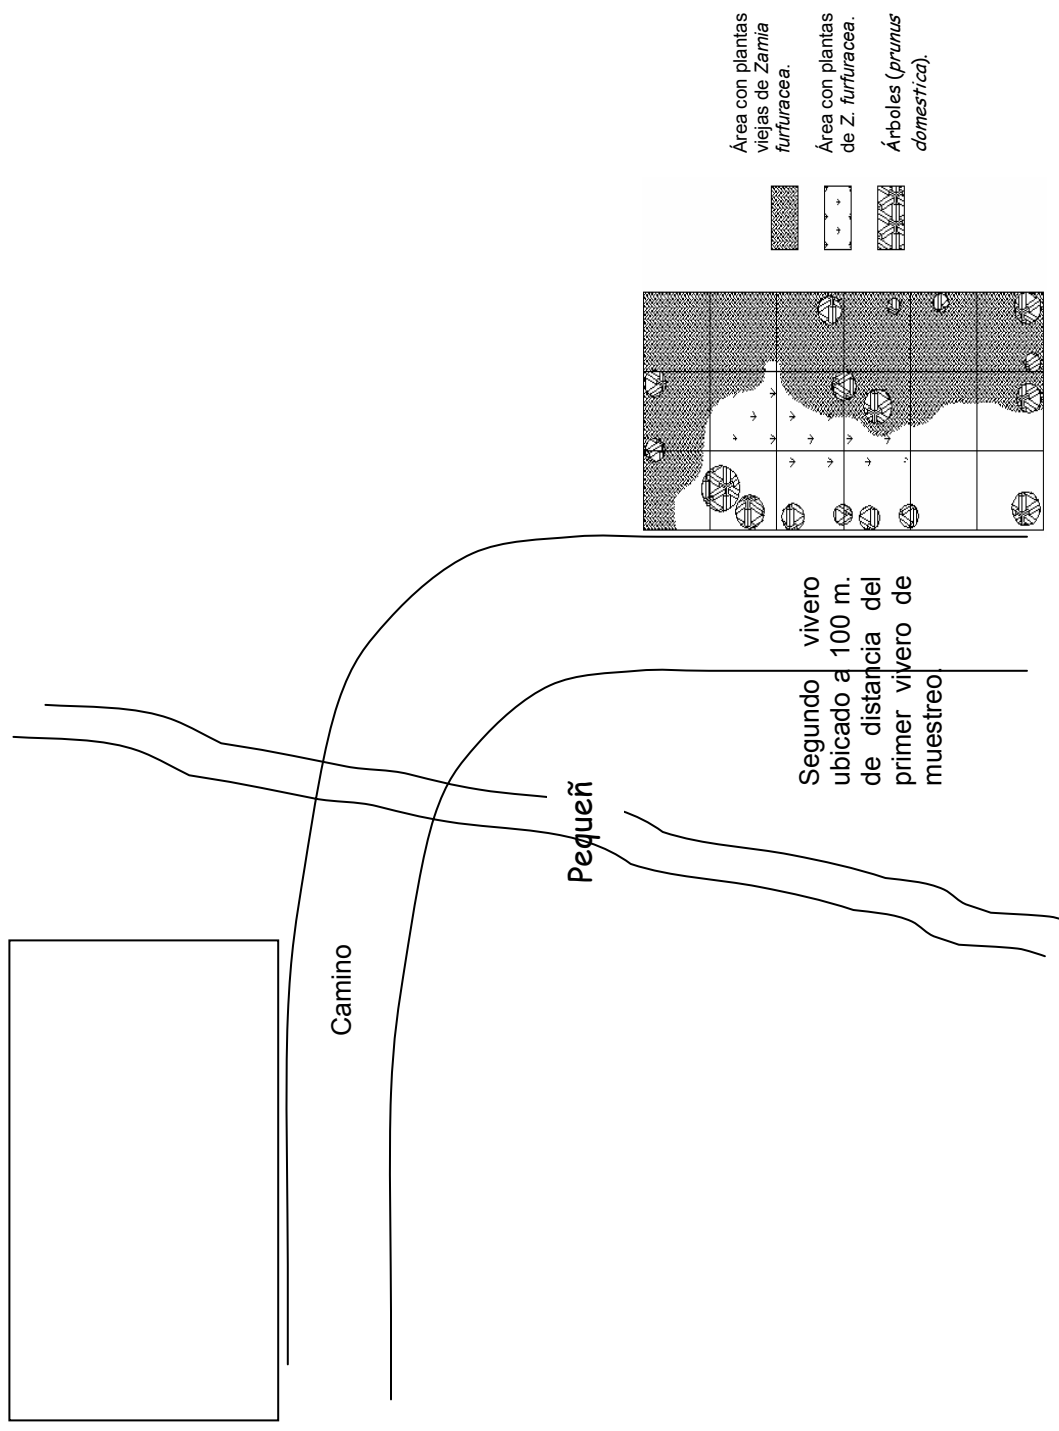 Área con plantas
viejas de Zamia
furfuracea.
Área con plantas
de Z. furfuracea.
Árboles (prunus
domestica).
Segundo vivero
ubicado a 100 m.
de distancia del
primer vivero de
muestreo.
Pequeñ
Camino